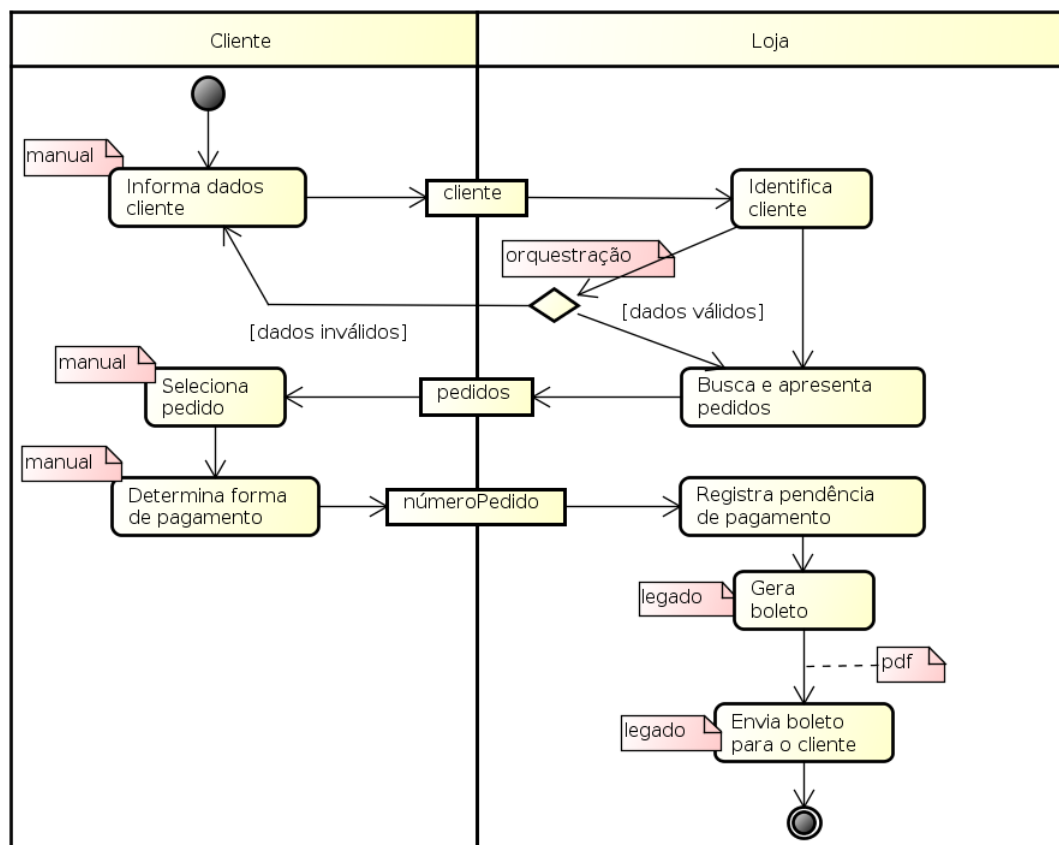 Cliente
Loja
manual
Informa dados
cliente
cliente
Identifica
cliente
orquestração
[dados válidos]
[dados inválidos]
manual
Seleciona
pedido
pedidos
Busca e apresenta
pedidos
manual
Determina forma
de pagamento
númeroPedido
Registra pendência
de pagamento
legado
Gera
boleto
pdf
legado
Envia boleto
para o cliente